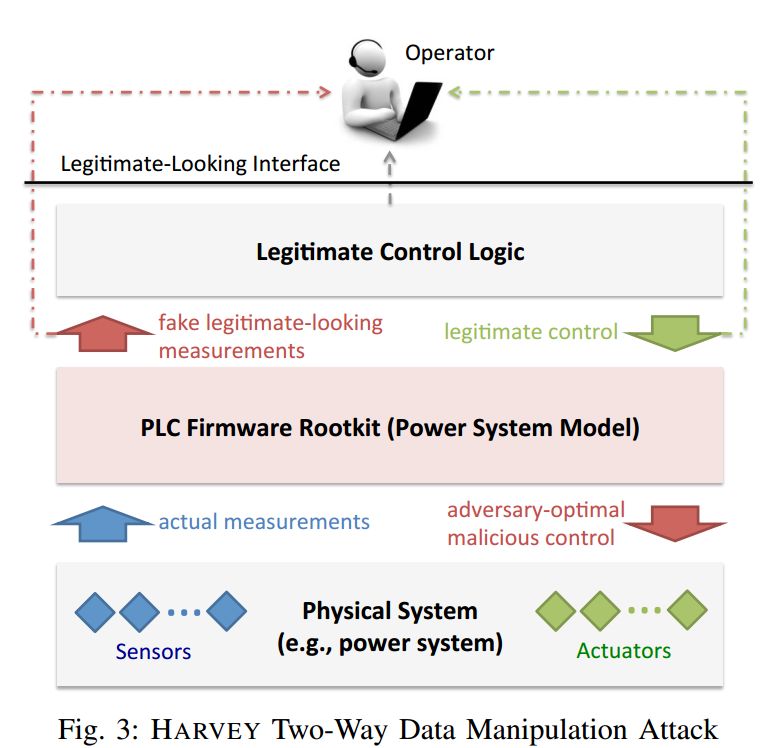 Operator
Legitimate-Looking Interface
Legitimate Control Logic
fake legitimate-looking
measurements
legitimate control
PLC Firmware Rootkit (Power System Model)
actual measurements
adversary-optimal
malicious control
Physical System
(e.g., power system)
Sensors
Actuators
Fig. 3: HARVEY Two-Way Data Manipulation Attack